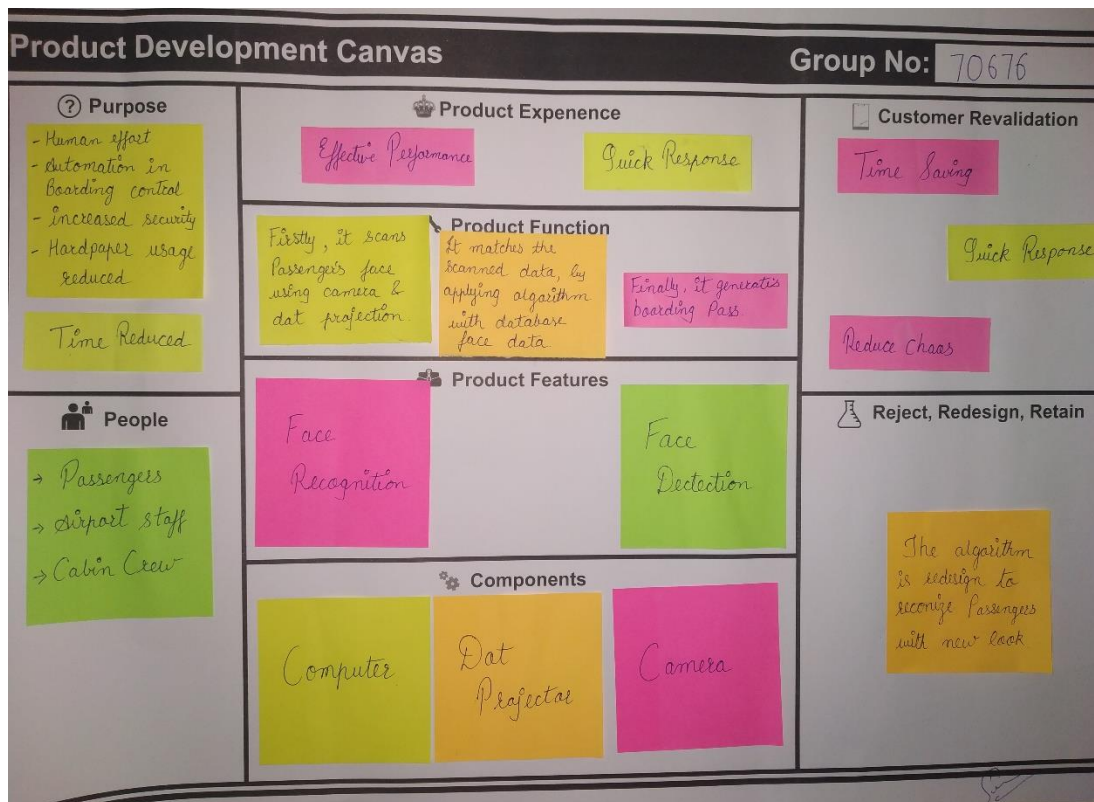 Product Development Canvas
Group No: 70676
Purpose
- Human effort
- Automation in
Boarding control
- increased security
- Hardpaper usage
reduced
Time Reduced
People
→ Passengers
→ Airport staff
→ Cabin Crew
Product Expenence
Effective Performance
Quick Response
Product Function
Firstly, it scans
Passenger's face
using camera &
dot projection.
It matches the
scanned data, by
applying algorithm
with database
face data
Finally, it generates
boarding Pass
Product Features
Face
Recognition
Face
Dectection
Components
Computer
Dot
Projector
Camera
Customer Revalidation
Time Saving
Quick Response
Reduce Chaos
Reject, Redesign, Retain
The algorithm
is redesign to
reconize Passengers
with new look